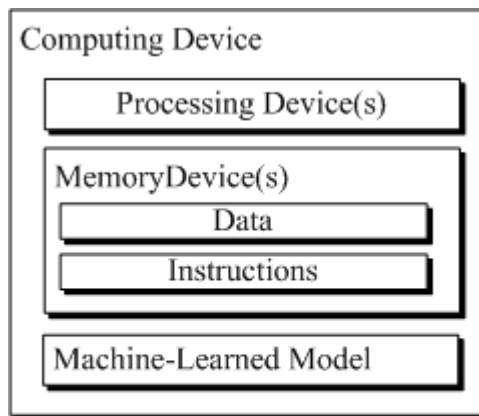 Computing Device
Processing Device(s)
MemoryDevice(s)
Data
Instructions
Machine-Learned Model